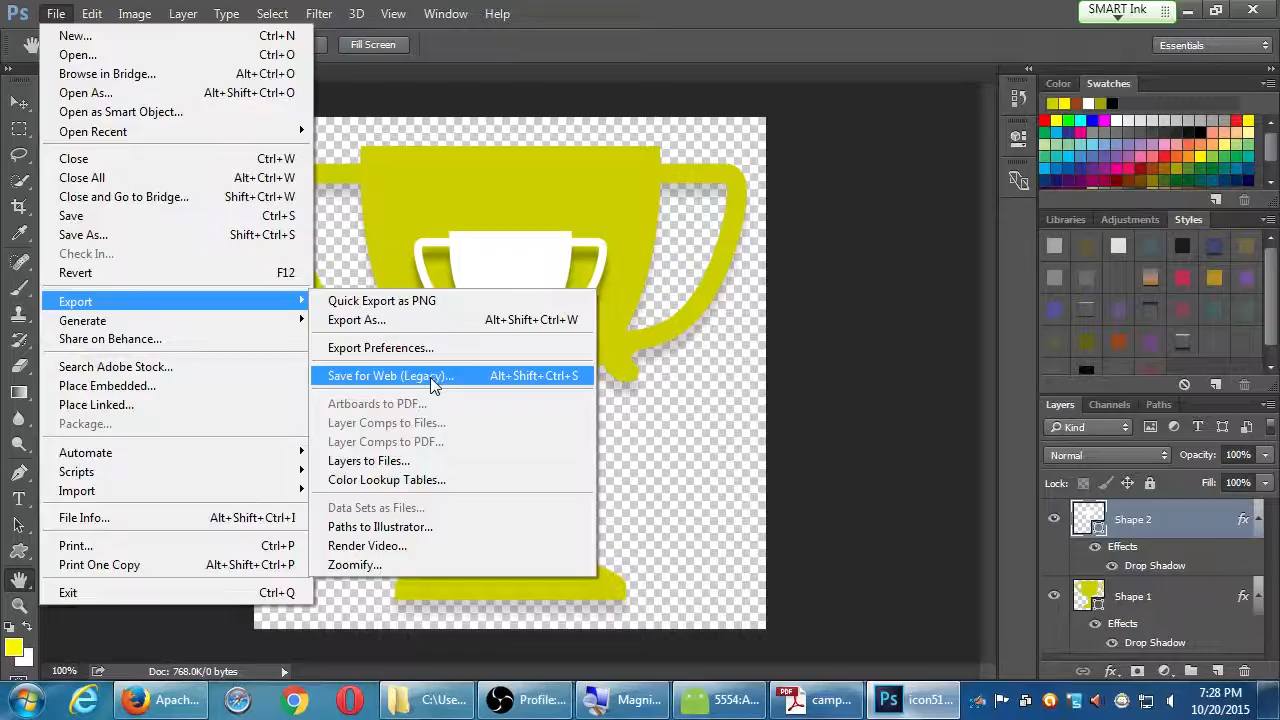 Ps File Edit Image Layer Type Select Filter 3D View Window Help
SMART Ink
Fill Screen
Essentials
New... Ctrl+N
Open... Ctrl+O
Browse in Bridge... Alt+Ctrl+O
Open As... Alt+Shift+Ctrl+O
Open as Smart Object...
Open Recent
Close Ctrl+W
Close All Alt+Ctrl+W
Close and Go to Bridge... Shift+Ctrl+W
Save Ctrl+S
Save As... Shift+Ctrl+S
Check In...
Revert F12
Export
Generate
Share on Behance...
Search Adobe Stock...
Place Embedded...
Place Linked...
Package...
Automate
Scripts
Import
File Info... Alt+Shift+Ctrl+I
Print... Ctrl+P
Print One Copy Alt+Shift+Ctrl+P
Exit Ctrl+Q
Quick Export as PNG
Export As... Alt+Shift+Ctrl+W
Export Preferences...
Save for Web (Legacy)... Alt+Shift+Ctrl+S
Artboards to PDF...
Layer Comps to Files...
Layer Comps to PDF...
Layers to Files...
Color Lookup Tables...
Data Sets as Files...
Paths to Illustrator...
Render Video...
Zoomify...
Color Swatches
Libraries Adjustments Styles
Layers Channels Paths
Kind
Normal Opacity: 100%
Lock: Fill: 100%
Shape 2 fx
Effects
Drop Shadow
Shape 1 fx
Effects
Drop Shadow
fx
100% Doc: 768.0K/0 bytes
Apach... C:\Use... Profile:... Magni... 5554:A... PDF camp... Ps icon51...
7:28 PM
10/20/2015